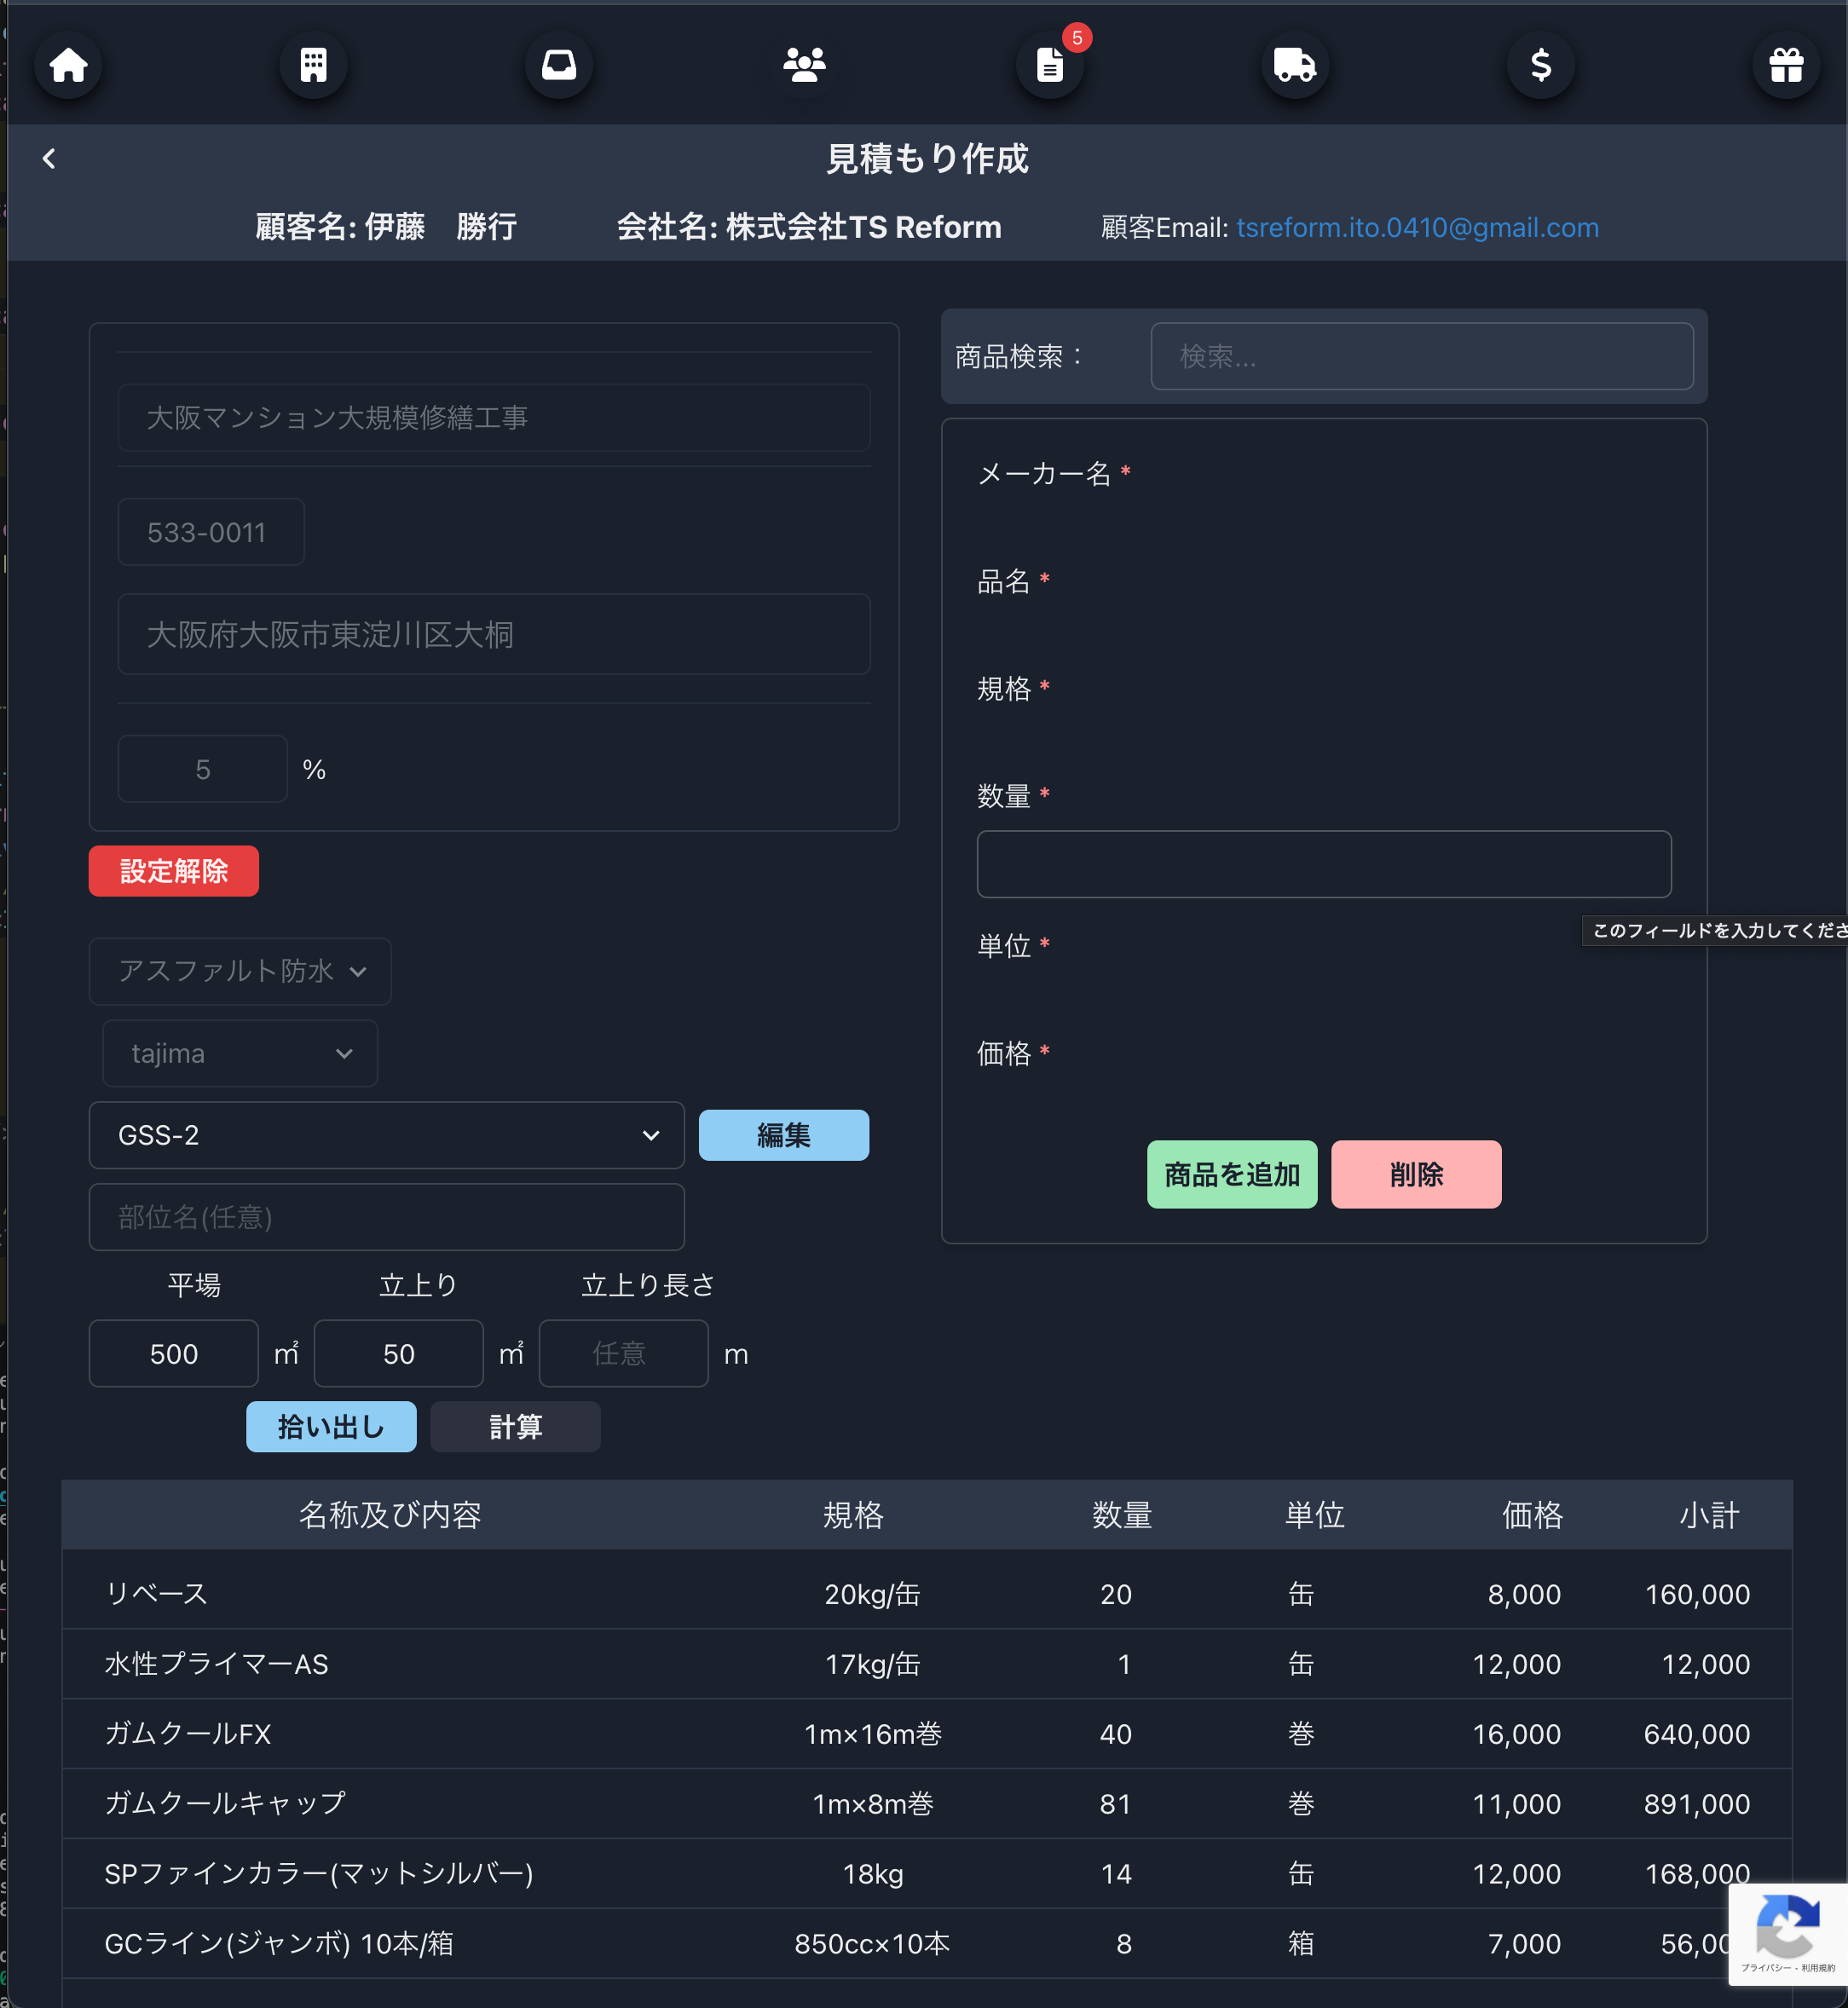 5
見積もり作成
顧客名: 伊藤　勝行 会社名: 株式会社TS Reform 顧客Email: tsreform.ito.0410@gmail.com
大阪マンション大規模修繕工事
533-0011
大阪府大阪市東淀川区大桐
5 %
設定解除
アスファルト防水
tajima
GSS-2 編集
部位名(任意)
平場 立上り 立上り長さ
500 ㎡ 50 ㎡ 任意 m
拾い出し 計算
商品検索： 検索...
メーカー名 *
品名 *
規格 *
数量 *
このフィールドを入力してくださ
単位 *
価格 *
商品を追加 削除
名称及び内容 規格 数量 単位 価格 小計
リベース 20kg/缶 20 缶 8,000 160,000
水性プライマーAS 17kg/缶 1 缶 12,000 12,000
ガムクールFX 1m×16m巻 40 巻 16,000 640,000
ガムクールキャップ 1m×8m巻 81 巻 11,000 891,000
SPファインカラー(マットシルバー) 18kg 14 缶 12,000 168,000
GCライン(ジャンボ) 10本/箱 850cc×10本 8 箱 7,000 56,00
プライバシー - 利用規約